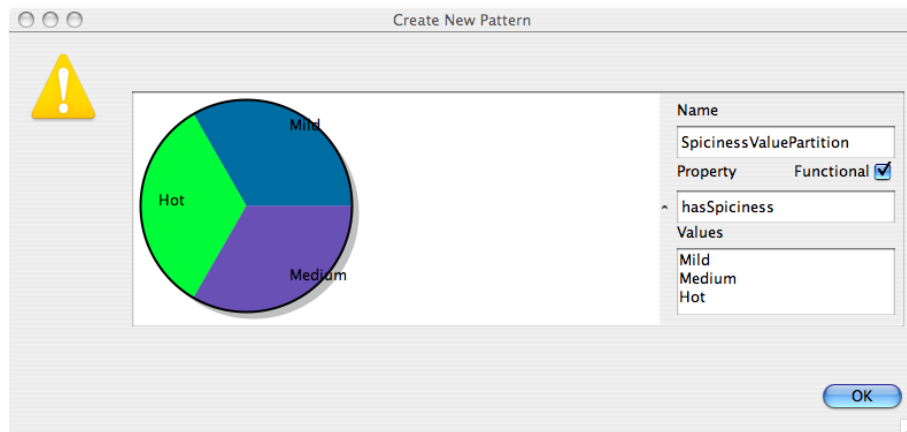 Create New Pattern
Mild
Hot
Medium
Name
SpicinessValuePartition
Property Functional
hasSpiciness
Values
Mild
Medium
Hot
OK